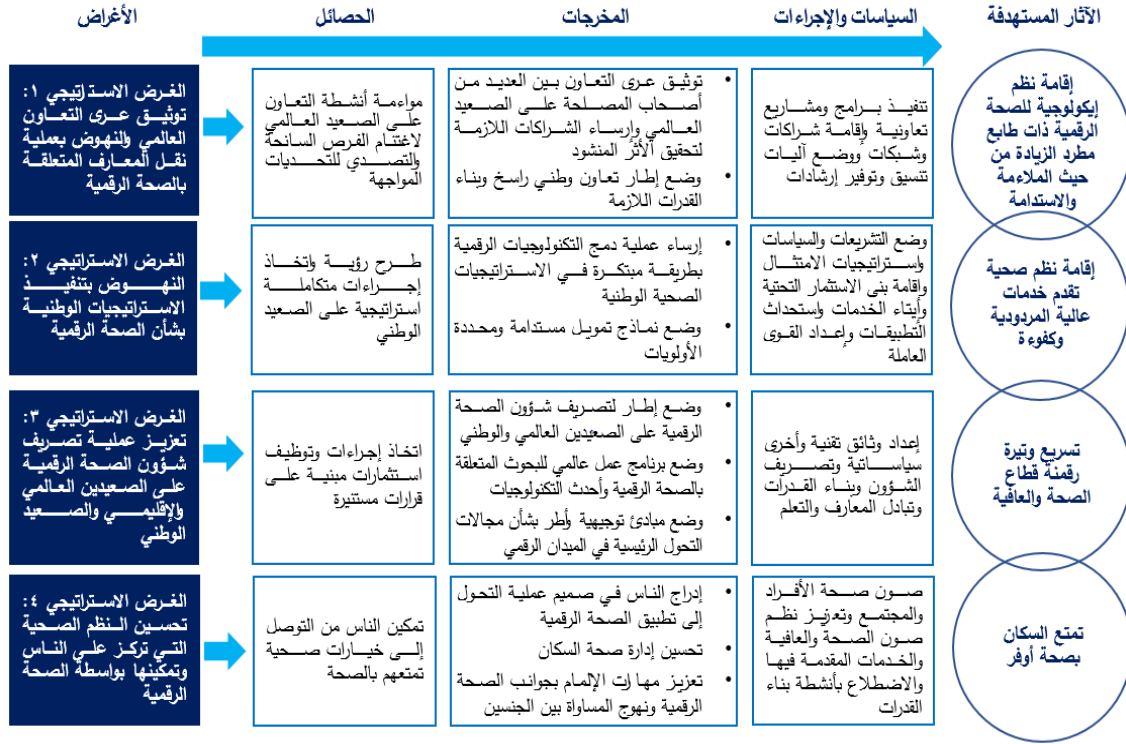 الأغراض
الحصائل
المخرجات
السياسات والإجراءات
الآثار المستهدفة
الغرض الاستراتيجي ١:
توثيق عرى التعاون
العالمي والنهوض بعملية
نقل المعارف المتعلقة
بالصحة الرقمية
مواءمة أنشطة التعاون
على الصعيد العالمي
لاغتنام الفرص السانحة
والتصدي للتحديات
المواجهة
• توثيق عرى التعاون بين العديد من
أصحاب المصلحة على الصعيد
العالمي وإرساء الشراكات اللازمة
لتحقيق الأثر المنشود
• وضع إطار تعاون وطني راسخ وبناء
القدرات اللازمة
تنفيذ برامج ومشاريع
تعاونية وإقامة شراكات
وشبكات ووضع آليات
تنسيق وتوفير إرشادات
إقامة نظم
إيكولوجية للصحة
الرقمية ذات طابع
مطرد الزيادة من
حيث الملاءمة
والاستدامة
الغرض الاستراتيجي ٢:
النهوض بتنفيذ
الاستراتيجيات الوطنية
بشأن الصحة الرقمية
طرح رؤية واتخاذ
إجراءات متكاملة
استراتيجية على الصعيد
الوطني
• إرساء عملية دمج التكنولوجيات الرقمية
بطريقة مبتكرة في الاستراتيجيات
الصحية الوطنية
• وضع نماذج تمويل مستدامة ومحددة
الأولويات
وضع التشريعات والسياسات
واستراتيجيات الامتثال
وإقامة بنى الاستثمار التحتية
وإيتاء الخدمات واستحداث
التطبيقات وإعداد القوى
العاملة
إقامة نظم صحية
تقدم خدمات
عالية المردودية
وكفوءة
الغرض الاستراتيجي ٣:
تعزيز عملية تصريف
شؤون الصحة الرقمية
على الصعيدين العالمي
والإقليمي والصعيد
الوطني
اتخاذ إجراءات وتوظيف
استثمارات مبنية على
قرارات مستنيرة
• وضع إطار لتصريف شؤون الصحة
الرقمية على الصعيدين العالمي والوطني
• وضع برنامج عمل عالمي للبحوث المتعلقة
بالصحة الرقمية وأحدث التكنولوجيات
• وضع مبادئ توجيهية وأطر بشأن مجالات
التحول الرئيسية في الميدان الرقمي
إعداد وثائق تقنية وأخرى
سياساتية وتصريف
الشؤون وبناء القدرات
وتبادل المعارف والتعلم
تسريع وتيرة
رقمنة قطاع
الصحة والعافية
الغرض الاستراتيجي ٤:
تحسين النظم الصحية
التي تركز على الناس
وتمكينها بواسطة الصحة
الرقمية
تمكين الناس من التوصل
إلى خيارات صحية
تمتعهم بالصحة
• إدراج الناس في صميم عملية التحول
إلى تطبيق الصحة الرقمية
• تحسين إدارة صحة السكان
• تعزيز مهارات الإلمام بجوانب الصحة
الرقمية ونهوج المساواة بين الجنسين
صون صحة الأفراد
والمجتمع وتعزيز نظم
صون الصحة والعافية
والخدمات المقدمة فيها
والاضطلاع بأنشطة بناء
القدرات
تمتع السكان
بصحة أوفر